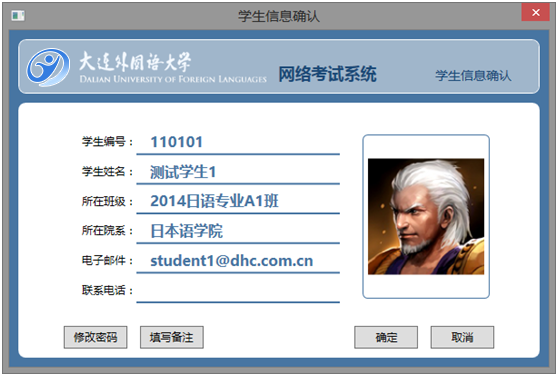 学生信息确认
大连外国语大学
DALIAN UNIVERSITY OF FOREIGN LANGUAGES
网络考试系统
学生信息确认
学生编号： 110101
学生姓名： 测试学生1
所在班级： 2014日语专业A1班
所在院系： 日本语学院
电子邮件： student1@dhc.com.cn
联系电话：
修改密码 填写备注 确定 取消